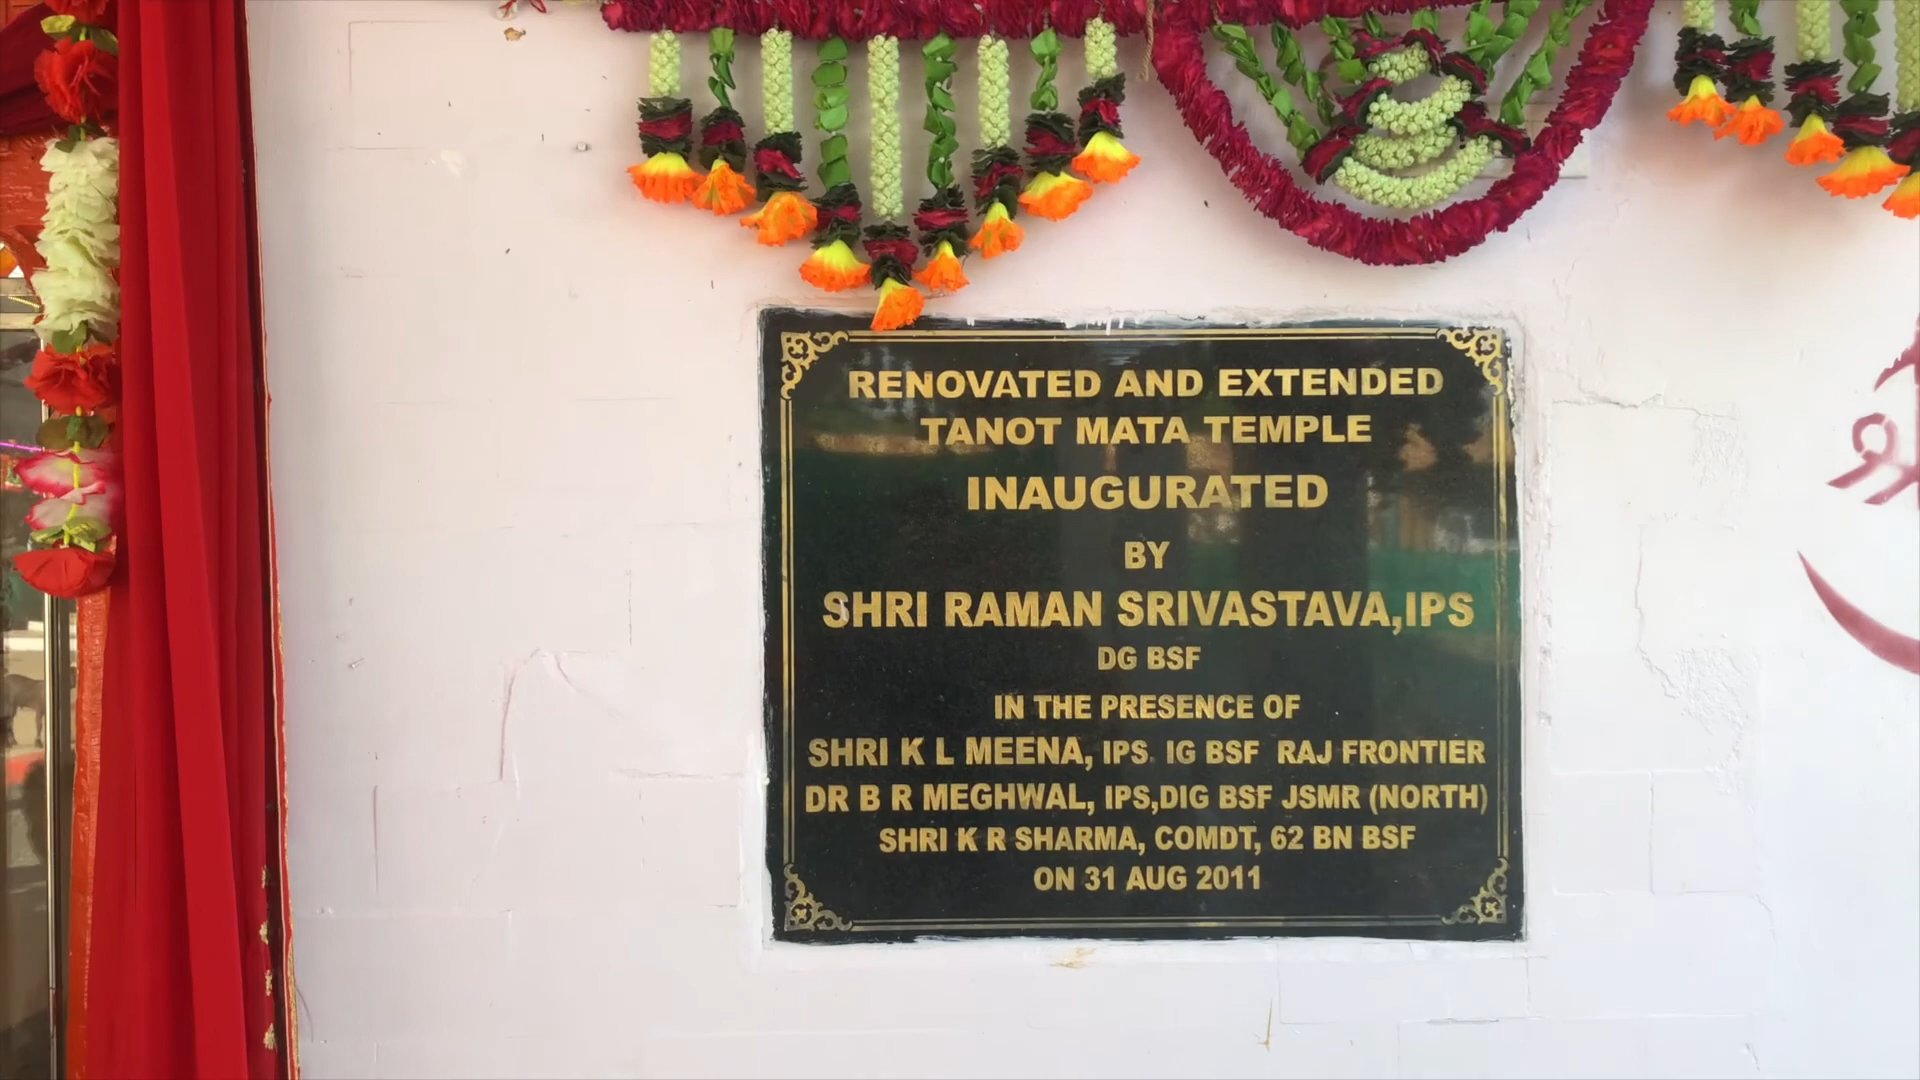 RENOVATED AND EXTENDED
TANOT MATA TEMPLE
INAUGURATED
BY
SHRI RAMAN SRIVASTAVA,IPS
DG BSF
IN THE PRESENCE OF
SHRI K L MEENA, IPS. IG BSF RAJ FRONTIER
DR B R MEGHWAL, IPS,DIG BSF JSMR (NORTH)
SHRI K R SHARMA, COMDT, 62 BN BSF
ON 31 AUG 2011